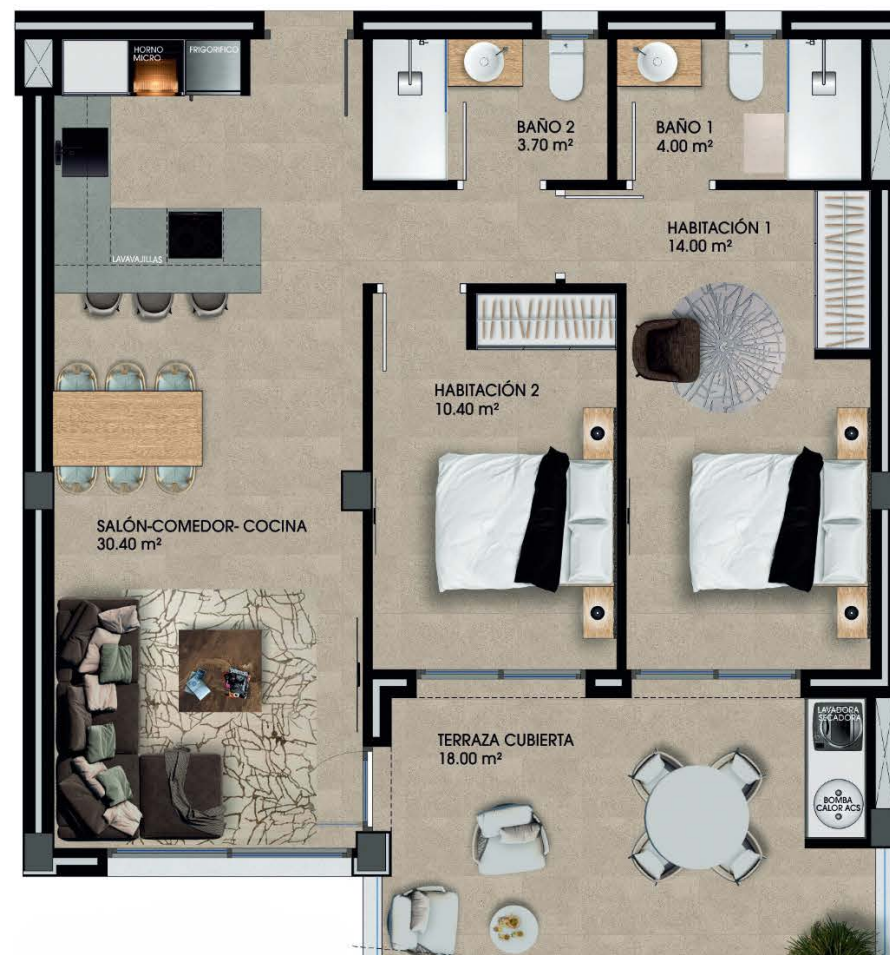 HORNO
MICRO
FRIGORIFICO
BAÑO 2
3.70 m²
BAÑO 1
4.00 m²
HABITACIÓN 1
14.00 m²
LAVAVAJILLAS
HABITACIÓN 2
10.40 m²
SALÓN-COMEDOR- COCINA
30.40 m²
TERRAZA CUBIERTA
18.00 m²
LAVADORA
SECADORA
BOMBA
CALOR ACS